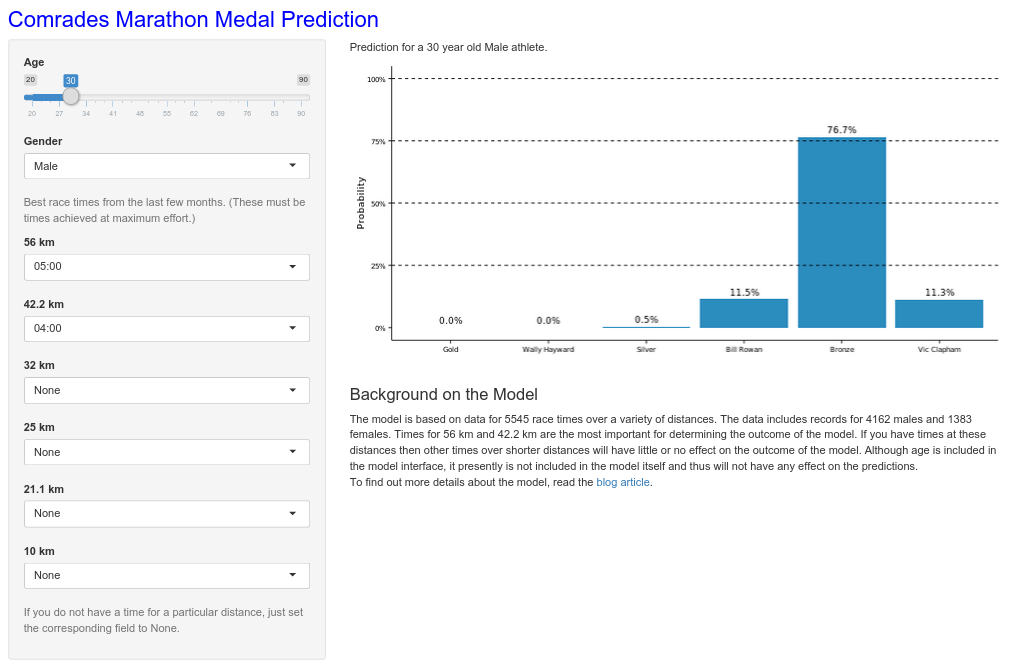 Comrades Marathon Medal Prediction
Age
20
30
90
20 27 34 41 48 55 62 69 76 83 90
Gender
Male
Best race times from the last few months. (These must be
times achieved at maximum effort.)
56 km
05:00
42.2 km
04:00
32 km
None
25 km
None
21.1 km
None
10 km
None
If you do not have a time for a particular distance, just set
the corresponding field to None.
Prediction for a 30 year old Male athlete.
Probability
100%
75%
50%
25%
0%
0.0% 0.0% 0.5% 11.5% 76.7% 11.3%
Gold Wally Hayward Silver Bill Rowan Bronze Vic Clapham
Background on the Model
The model is based on data for 5545 race times over a variety of distances. The data includes records for 4162 males and 1383
females. Times for 56 km and 42.2 km are the most important for determining the outcome of the model. If you have times at these
distances then other times over shorter distances will have little or no effect on the outcome of the model. Although age is included in
the model interface, it presently is not included in the model itself and thus will not have any effect on the predictions.
To find out more details about the model, read the blog article.